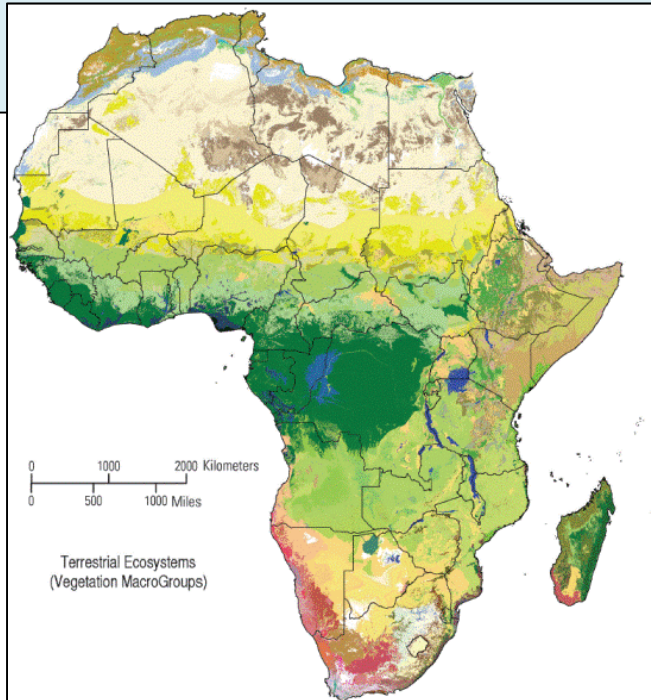 0 1000 2000 Kilometers
0 500 1000 Miles
Terrestrial Ecosystems
(Vegetation MacroGroups)